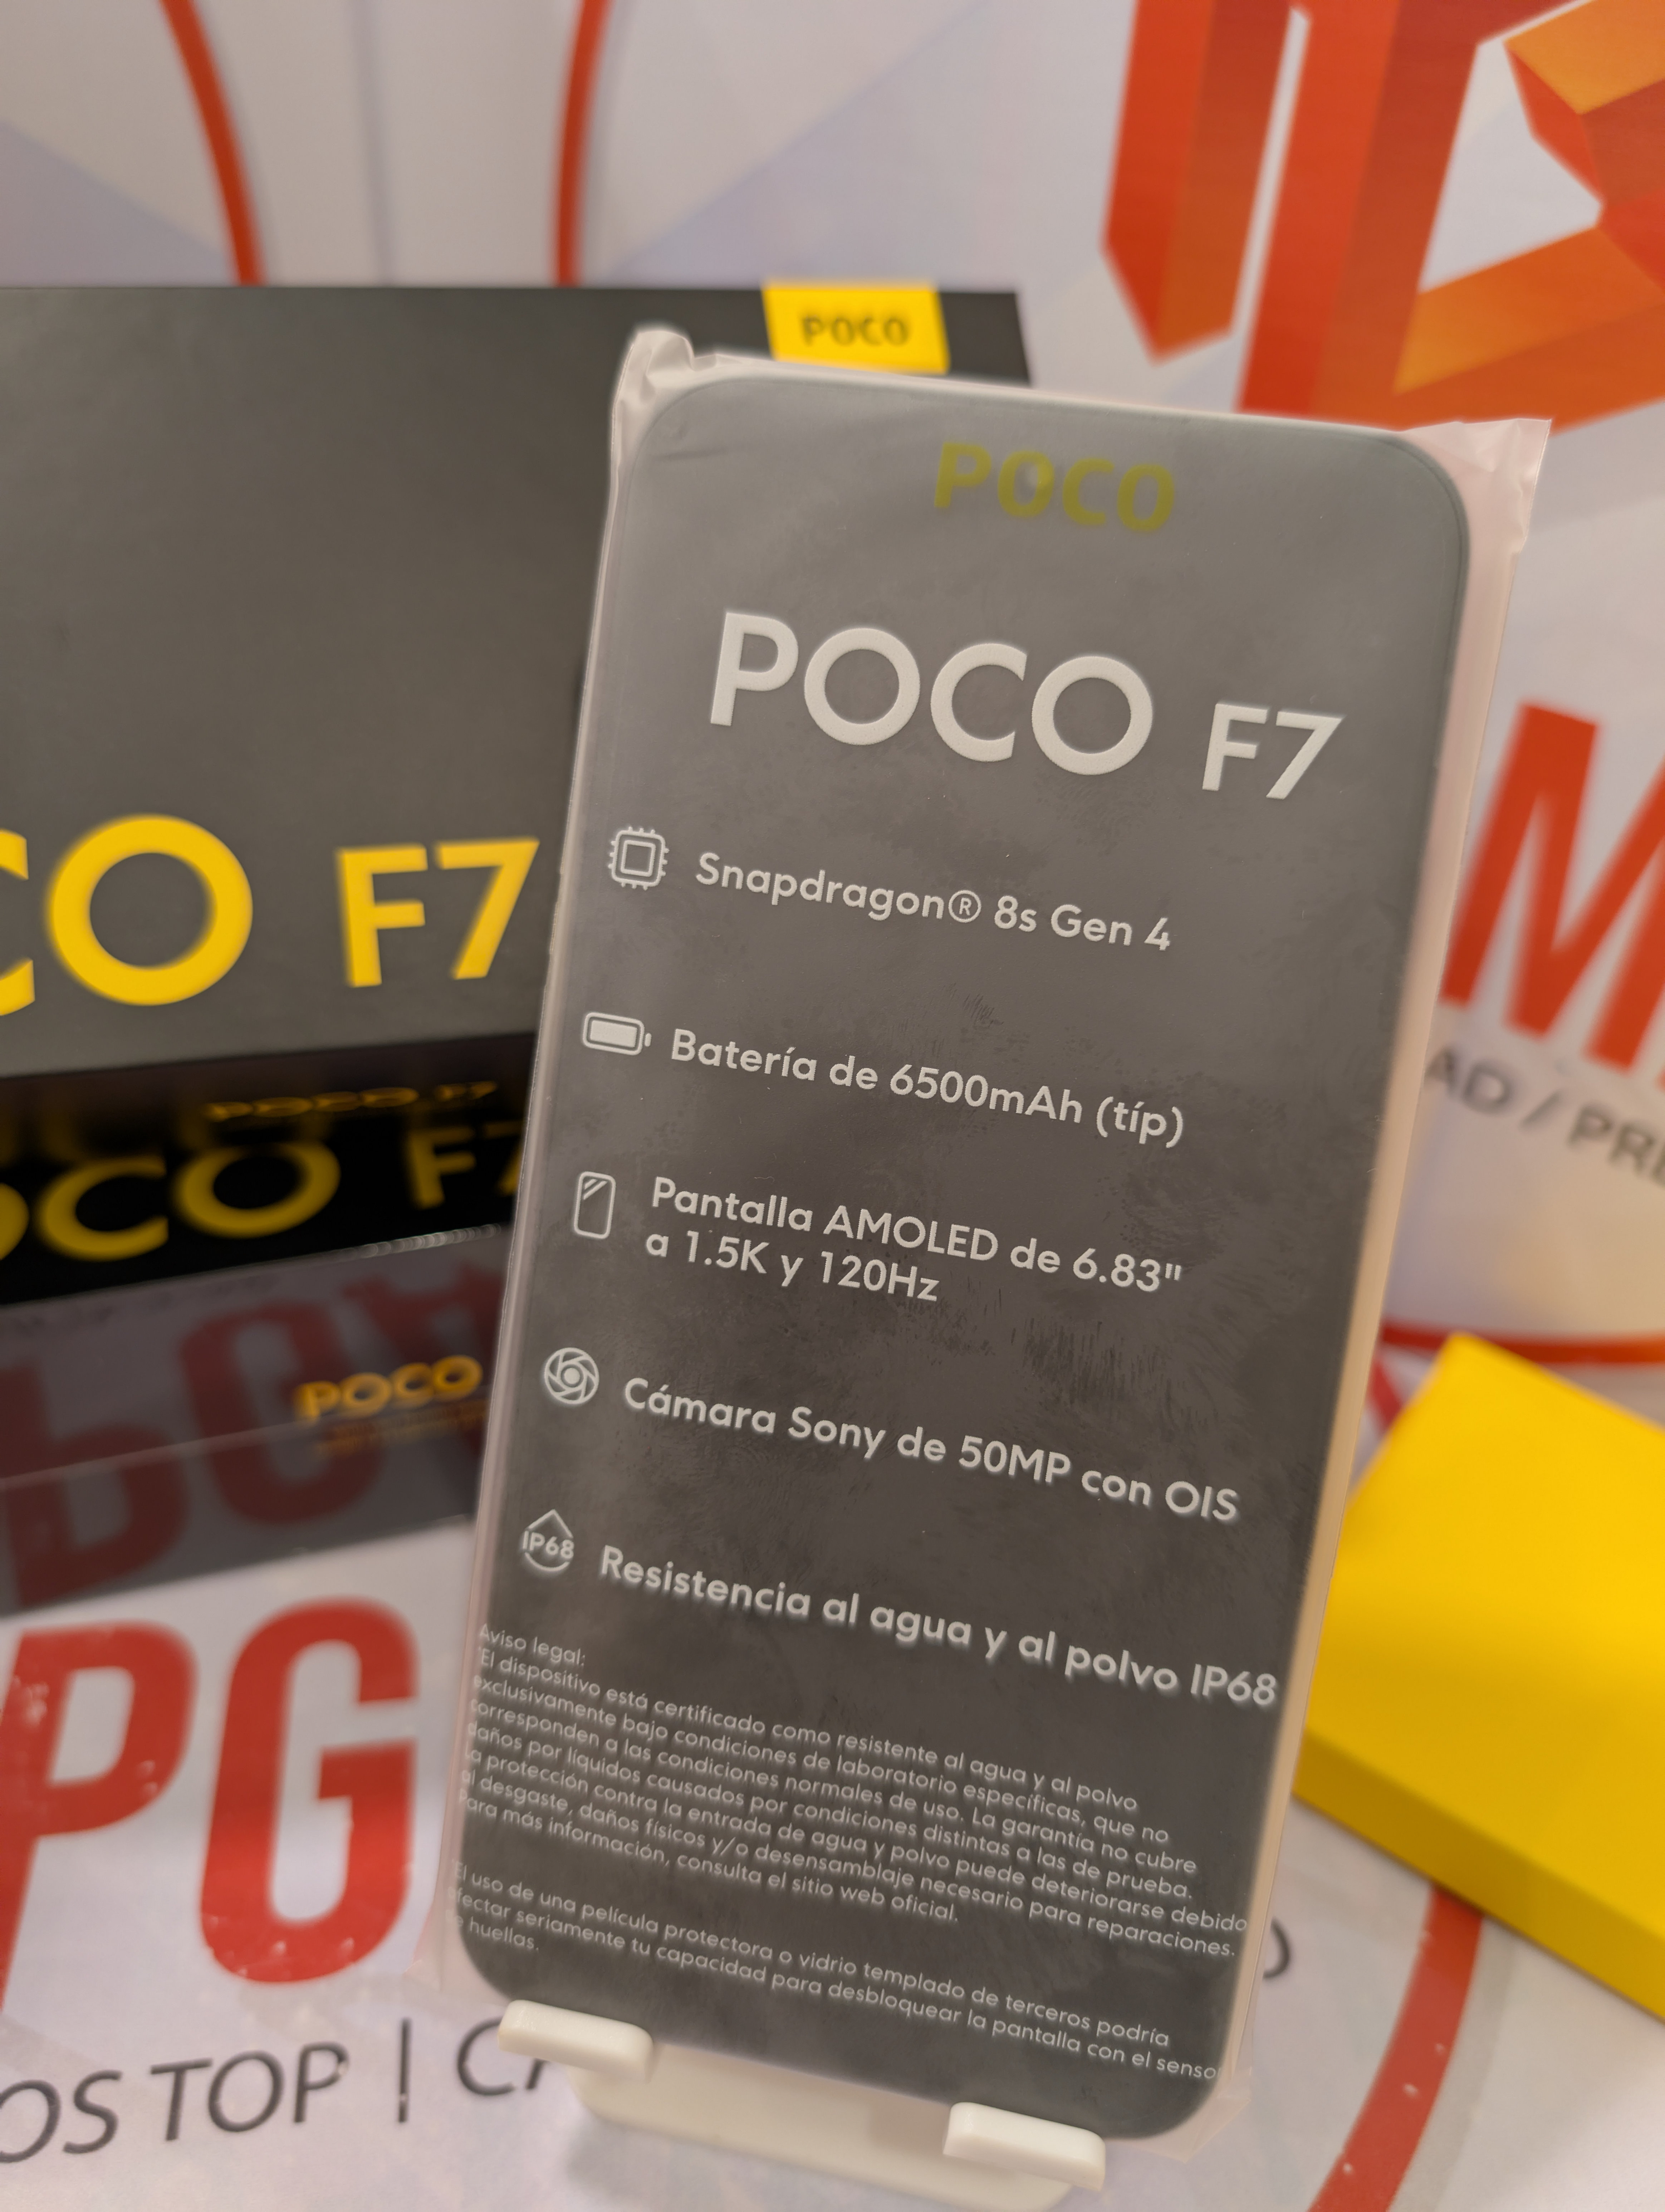 POCO
POCO
POCO F7
F7
Snapdragon® 8s Gen 4
Batería de 6500mAh (típ)
Pantalla AMOLED de 6.83"
a 1.5K y 120Hz
Cámara Sony de 50MP con OIS
IP68
Resistencia al agua y al polvo IP68
Aviso legal:
*El dispositivo está certificado como resistente al agua y al polvo
exclusivamente bajo condiciones de laboratorio específicas, que no
corresponden a las condiciones normales de uso. La garantía no cubre
daños por líquidos causados por condiciones distintas a las de prueba.
La protección contra la entrada de agua y polvo puede deteriorarse debido
al desgaste, daños físicos y/o desensamblaje necesario para reparaciones.
Para más información, consulta el sitio web oficial.
*El uso de una película protectora o vidrio templado de terceros podría
afectar seriamente tu capacidad para desbloquear la pantalla con el sensor
de huellas.
POCO F7
POCO
PG
TOP |